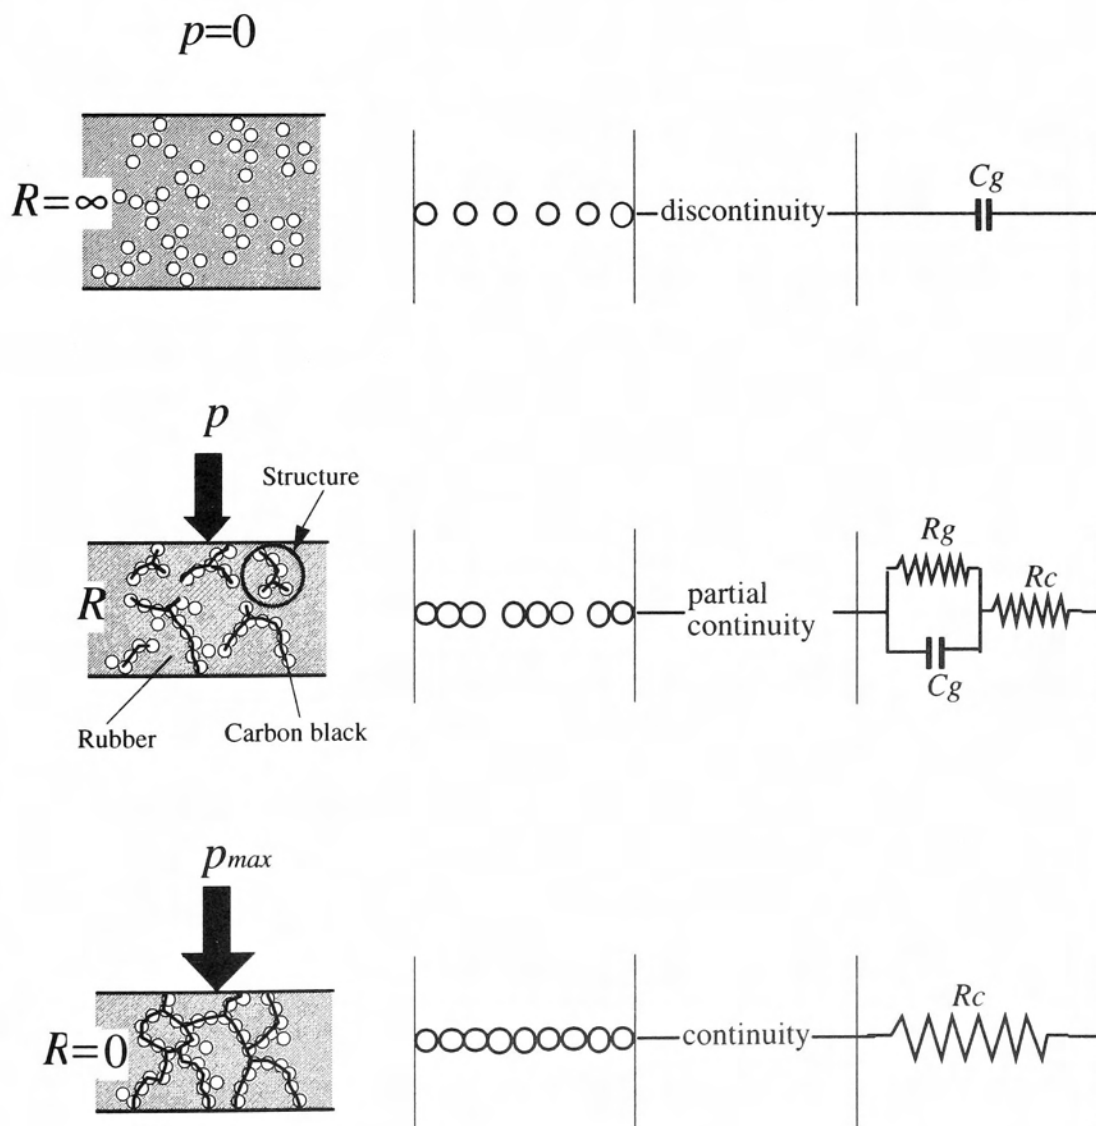 p=0
R=∞
discontinuity
Cg
p
Structure
R
Rubber
Carbon black
partial
continuity
Rg
Rc
Cg
pmax
R=0
continuity
Rc